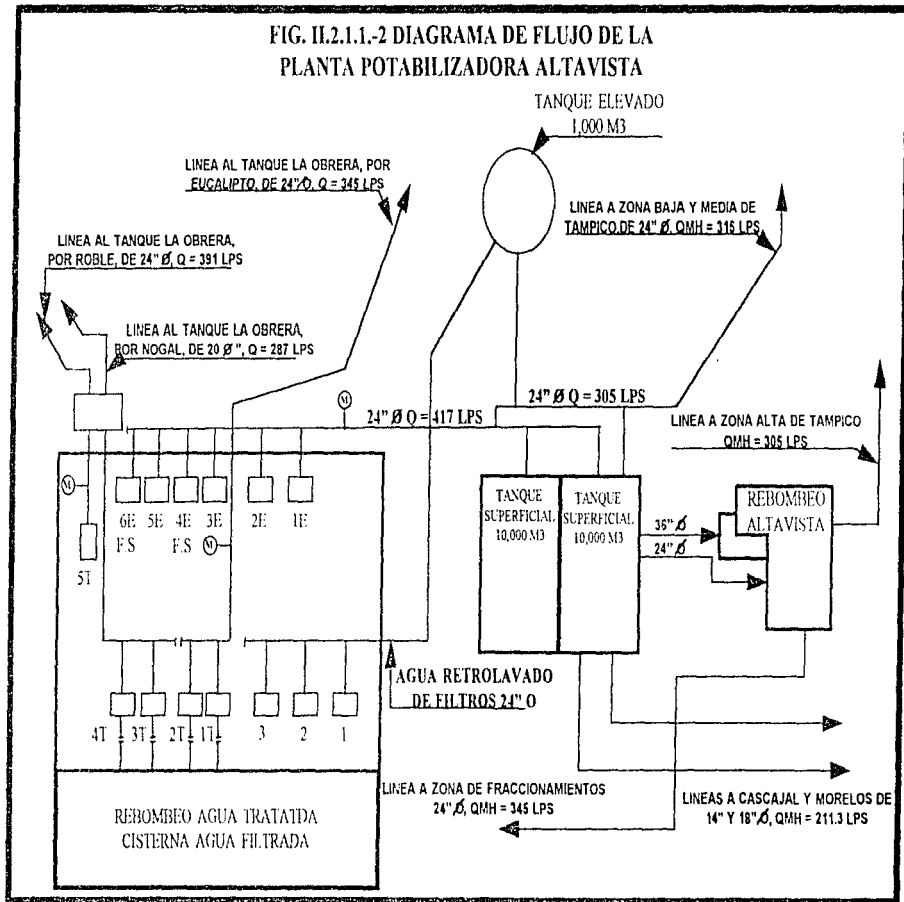 FIG. II.2.1.1.-2 DIAGRAMA DE FLUJO DE LA
PLANTA POTABILIZADORA ALTAVISTA
TANQUE ELEVADO
1,000 M3
LINEA AL TANQUE LA OBRERA, POR
EUCALIPTO, DE 24" Ø, Q = 345 LPS
LINEA A ZONA BAJA Y MEDIA DE
TAMPICO DE 24" Ø, QMH = 316 LPS
LINEA AL TANQUE LA OBRERA,
POR ROBLE, DE 24" Ø, Q = 391 LPS
LINEA AL TANQUE LA OBRERA,
POR NOGAL, DE 20 Ø ", Q = 287 LPS
M
24" Ø Q = 417 LPS
24" Ø Q = 305 LPS
LINEA A ZONA ALTA DE TAMPICO
QMH = 305 LPS
M
6E
F.S
5E
4E
F.S
3E
2E
1E
M
5T
TANQUE
SUPERFICIAL
10,000 M3
TANQUE
SUPERFICIAL
10,000 M3
36" Ø
24" Ø
REBOMBEO
ALTAVISTA
AGUA RETROLAVADO
DE FILTROS 24" O
4T
3T
2T
1T
3
2
1
REBOMBEO AGUA TRATATDA
CISTERNA AGUA FILTRADA
LINEA A ZONA DE FRACCIONAMIENTOS
24" Ø, QMH = 345 LPS
LINEAS A CASCAJAL Y MORELOS DE
14" Y 18" Ø, QMH = 211.3 LPS